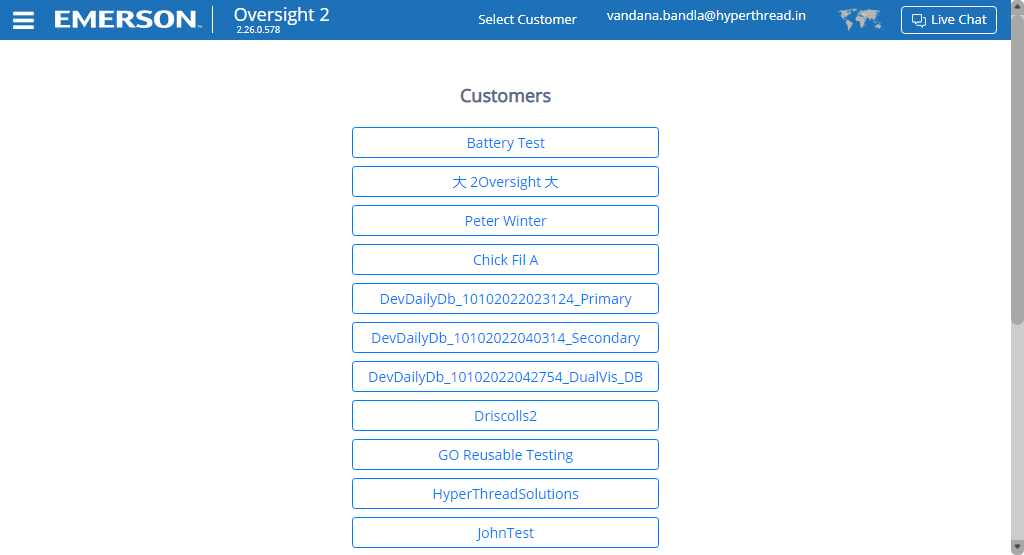 EMERSON
Oversight 2
2.26.0.578
Select Customer
vandana.bandla@hyperthread.in
Live Chat
Customers
Battery Test
大 2Oversight 大
Peter Winter
Chick Fil A
DevDailyDb_10102022023124_Primary
DevDailyDb_10102022040314_Secondary
DevDailyDb_10102022042754_DualVis_DB
Driscolls2
GO Reusable Testing
HyperThreadSolutions
JohnTest